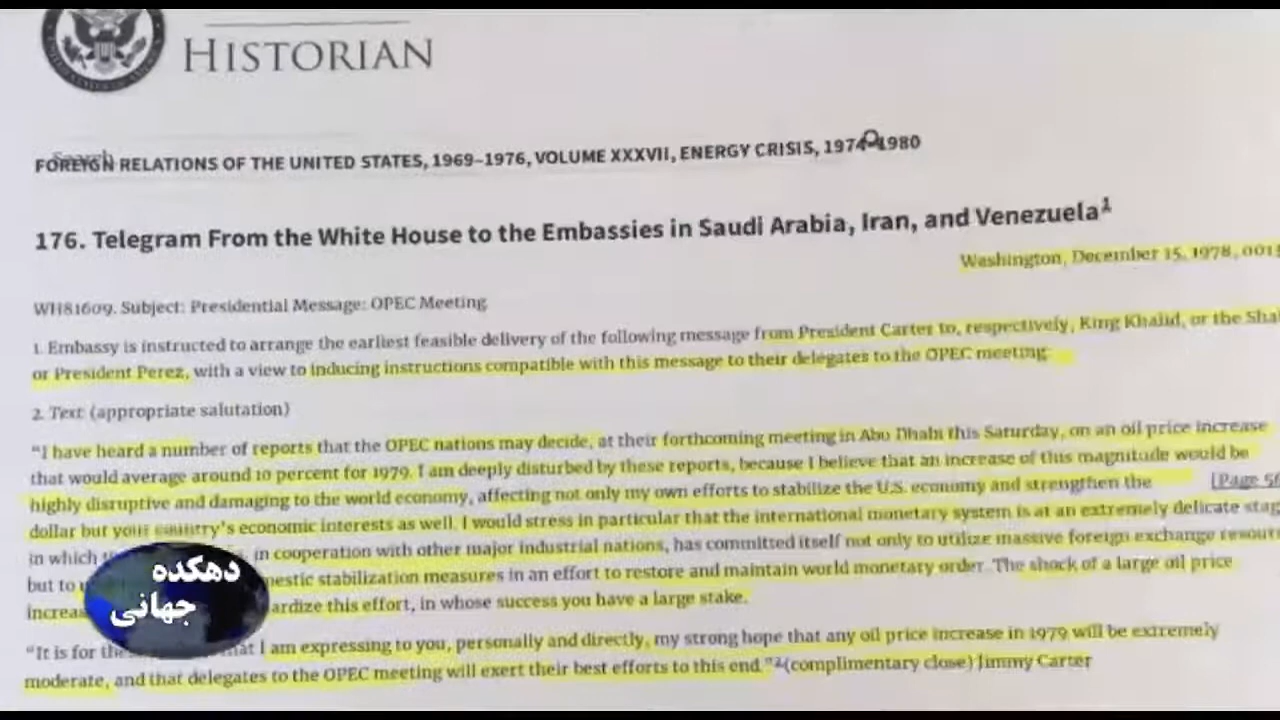 HISTORIAN
Search
FOREIGN RELATIONS OF THE UNITED STATES, 1969–1976, VOLUME XXXVII, ENERGY CRISIS, 1974–1980
176. Telegram From the White House to the Embassies in Saudi Arabia, Iran, and Venezuela¹
Washington, December 15, 1978,
WH81609. Subject: Presidential Message: OPEC Meeting
1. Embassy is instructed to arrange the earliest feasible delivery of the following message from President Carter to, respectively, King Khalid, or the
or President Perez, with a view to inducing instructions compatible with this message to their delegates to the OPEC meeting:
2. Text: (appropriate salutation)
“I have heard a number of reports that the OPEC nations may decide, at their forthcoming meeting in Abu Dhabi this Saturday, on an oil price increase
that would average around 10 percent for 1979. I am deeply disturbed by these reports, because I believe that an increase of this magnitude would be
highly disruptive and damaging to the world economy, affecting not only my own efforts to stabilize the U.S. economy and strengthen the [Page
dollar but your country’s economic interests as well. I would stress in particular that the international monetary system is at an extremely delicate
in which in cooperation with other major industrial nations, has committed itself not only to utilize massive foreign exchange
but to stabilization measures in an effort to restore and maintain world monetary order. The shock of a large oil price
this effort, in whose success you have a large stake.
“It is for I am expressing to you, personally and directly, my strong hope that any oil price increase in 1979 will be extremely
moderate, and that delegates to the OPEC meeting will exert their best efforts to this end.”² (complimentary close) Jimmy Carter
دهکده
جهانی